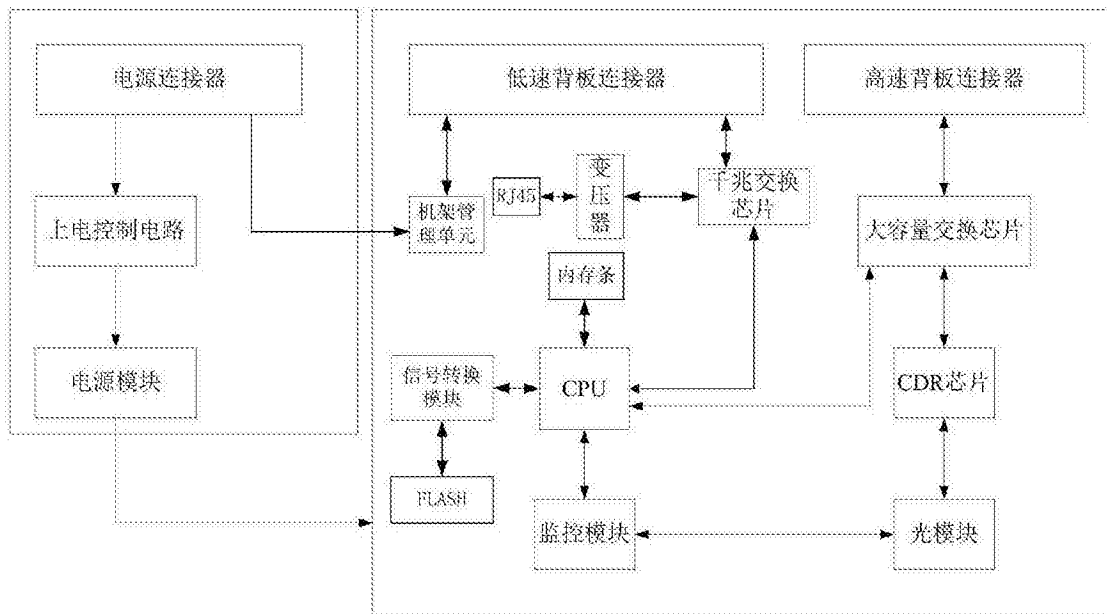 电源连接器
低速背板连接器
高速背板连接器
RJ45
变
压
器
千兆交换
芯片
机架管
理单元
上电控制电路
大容量交换芯片
内存条
电源模块
信号转换
模块
CPU
CDR芯片
FLASH
监控模块
光模块